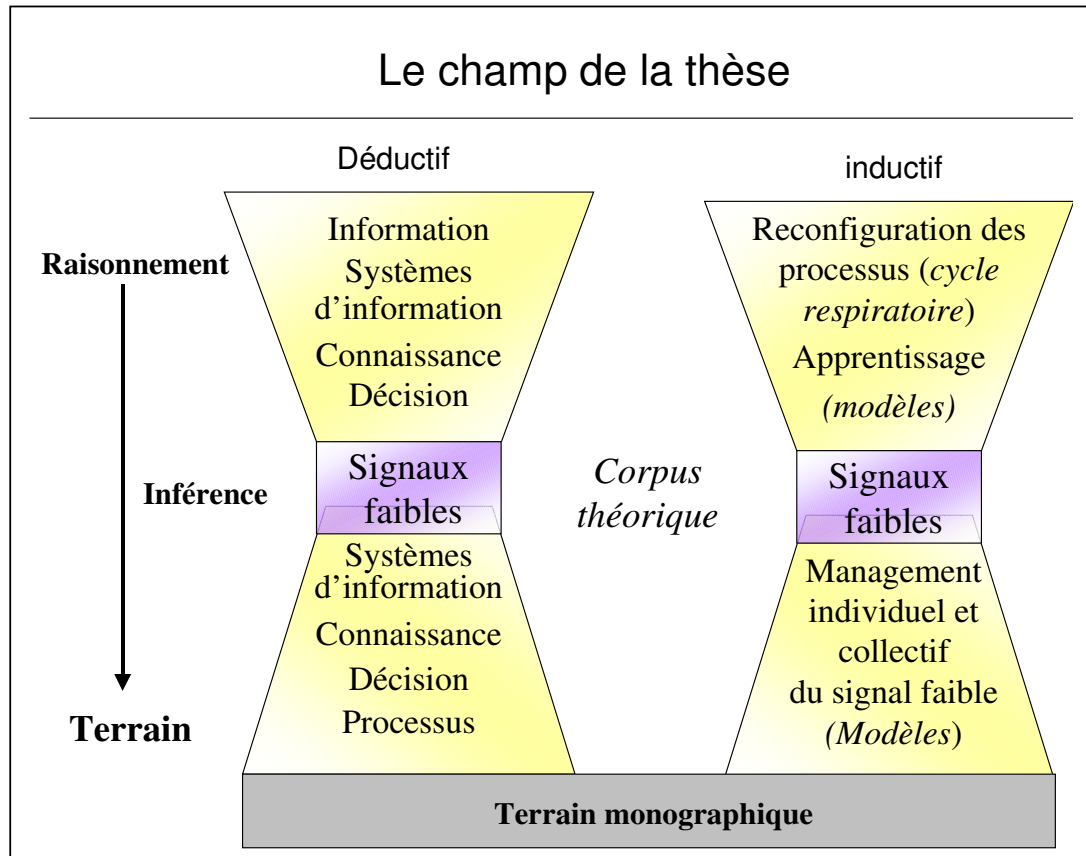 Le champ de la thèse
Déductif
inductif
Raisonnement
Inférence
Terrain
Information
Systèmes
d’information
Connaissance
Décision
Signaux
faibles
Systèmes
d’information
Connaissance
Décision
Processus
Corpus
théorique
Reconfiguration des
processus (cycle
respiratoire)
Apprentissage
(modèles)
Signaux
faibles
Management
individuel et
collectif
du signal faible
(Modèles)
Terrain monographique